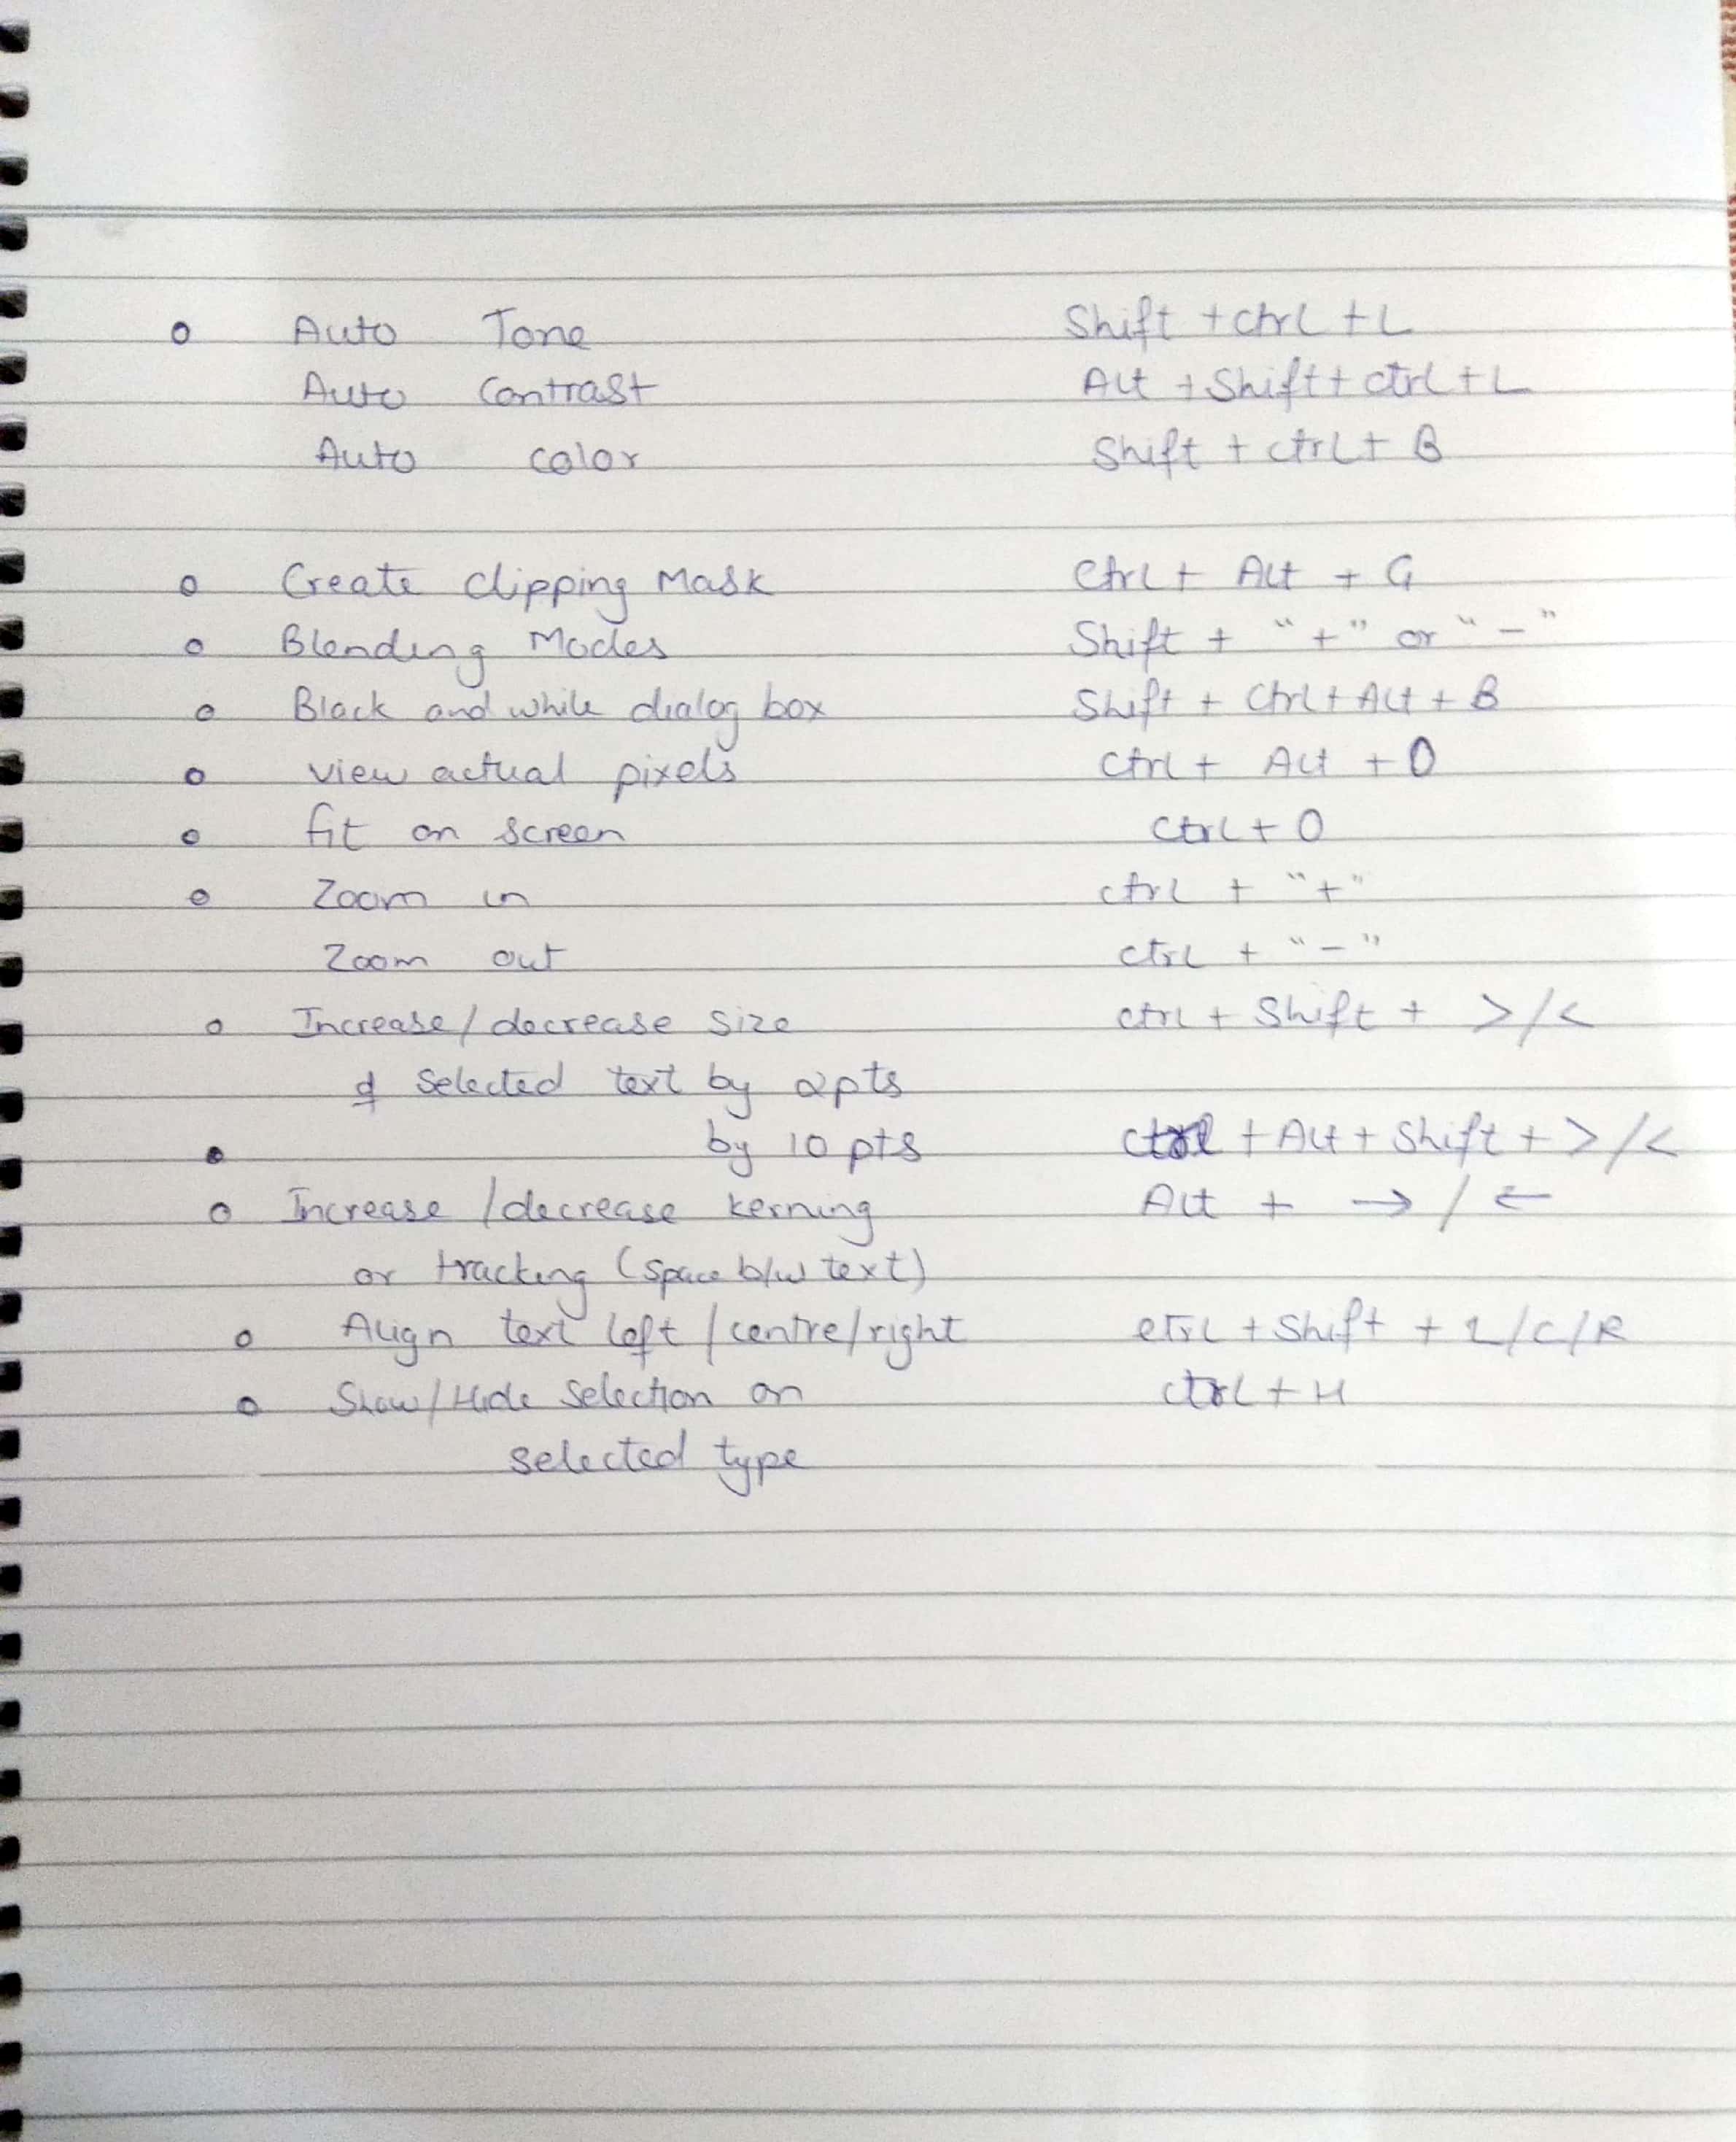 o Auto Tone Shift + Ctrl + L
Auto Contrast Alt + Shift + Ctrl + L
Auto Color Shift + Ctrl + B
o Create Clipping Mask Ctrl + Alt + G
o Blending Modes Shift + "+" or "-"
o Black and while dialog box Shift + Ctrl + Alt + B
o view actual pixels Ctrl + Alt + 0
o fit on screen Ctrl + 0
o Zoom in ctrl + "+"
Zoom out ctrl + "-"
o Increase/decrease size ctrl + Shift + >/<
of selected text by 2pts
• by 10 pts ctrl + Alt + Shift + >/<
o Increase/decrease kerning Alt + → / ←
or tracking (space b/w text)
o Align text left/centre/right ctrl + Shift + L/C/R
o Show/Hide Selection on ctrl + H
selected type